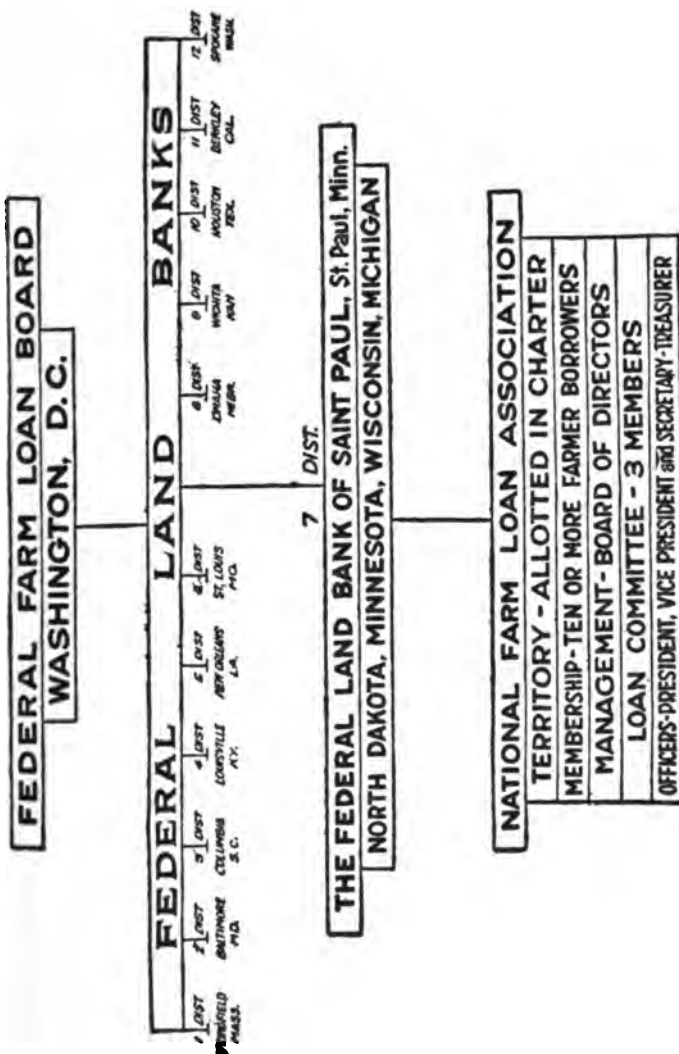 FEDERAL FARM LOAN BOARD
WASHINGTON, D. C.
FEDERAL LAND BANKS
1 DIST
SPRINGFIELD
MASS.
2 DIST
BALTIMORE
MD.
3 DIST
COLUMBIA
S. C.
4 DIST
LOUISVILLE
KY.
5 DIST
NEW ORLEANS
LA.
6 DIST
ST. LOUIS
MO.
8 DIST
OMAHA
NEBR.
9 DIST
WICHITA
KAN
10 DIST
HOUSTON
TEX.
11 DIST
BERKLEY
CAL.
12 DIST
SPOKANE
WASH.
7 DIST.
THE FEDERAL LAND BANK OF SAINT PAUL, St. Paul, Minn.
NORTH DAKOTA, MINNESOTA, WISCONSIN, MICHIGAN
NATIONAL FARM LOAN ASSOCIATION
TERRITORY-ALLOTTED IN CHARTER
MEMBERSHIP-TEN OR MORE FARMER BORROWERS
MANAGEMENT-BOARD OF DIRECTORS
LOAN COMMITTEE - 3 MEMBERS
OFFICERS-PRESIDENT, VICE PRESIDENT and SECRETARY-TREASURER